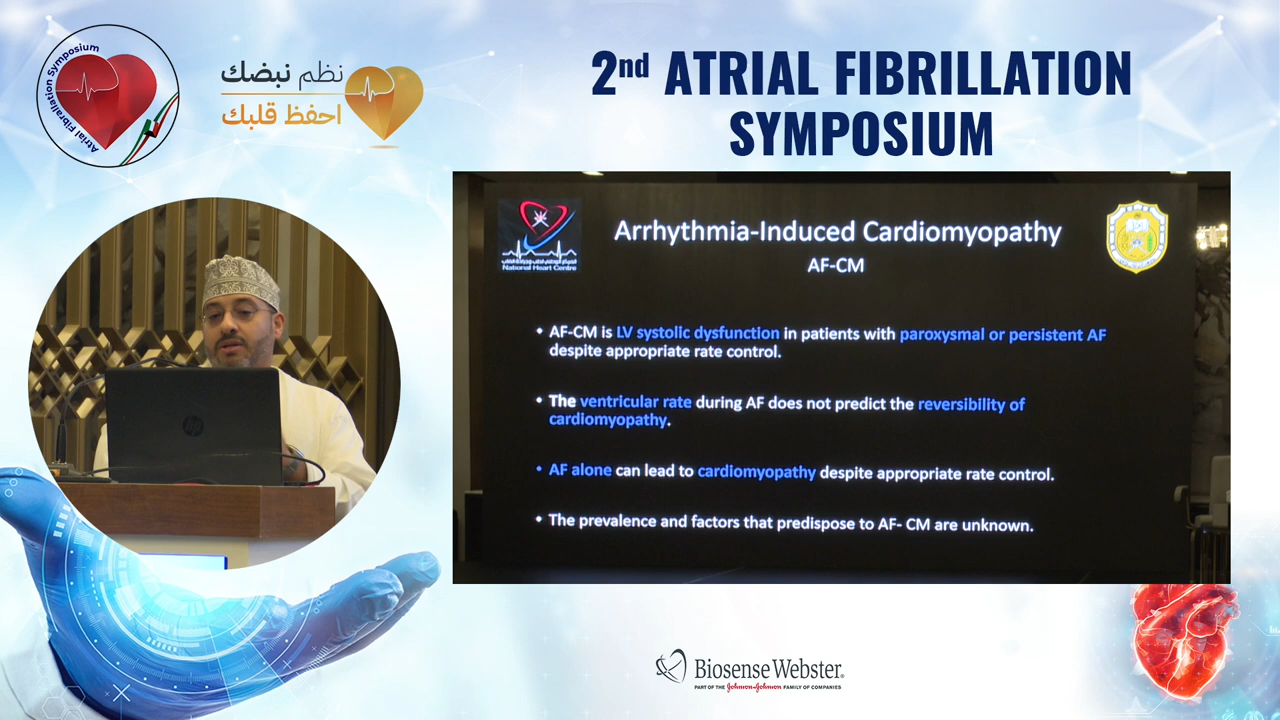 Atrial Fibrallation Symposium
نظم نبضك
احفظ قلبك
2nd ATRIAL FIBRILLATION
SYMPOSIUM
National Heart Centre
Arrhythmia-Induced Cardiomyopathy
AF-CM
• AF-CM is LV systolic dysfunction in patients with paroxysmal or persistent AF
despite appropriate rate control.
• The ventricular rate during AF does not predict the reversibility of
cardiomyopathy.
• AF alone can lead to cardiomyopathy despite appropriate rate control.
• The prevalence and factors that predispose to AF- CM are unknown.
hp
Biosense Webster®
PART OF THE Johnson&Johnson FAMILY OF COMPANIES